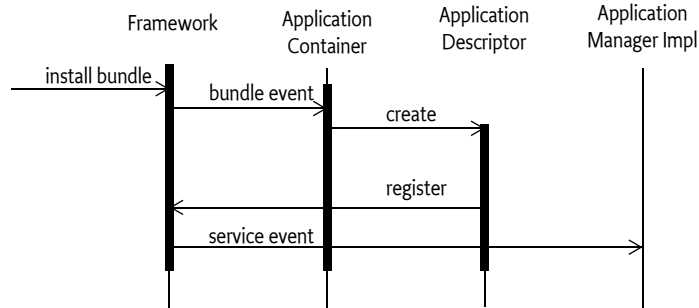 Framework
Application
Container
Application
Descriptor
Application
Manager Impl
install bundle
bundle event
create
register
service event